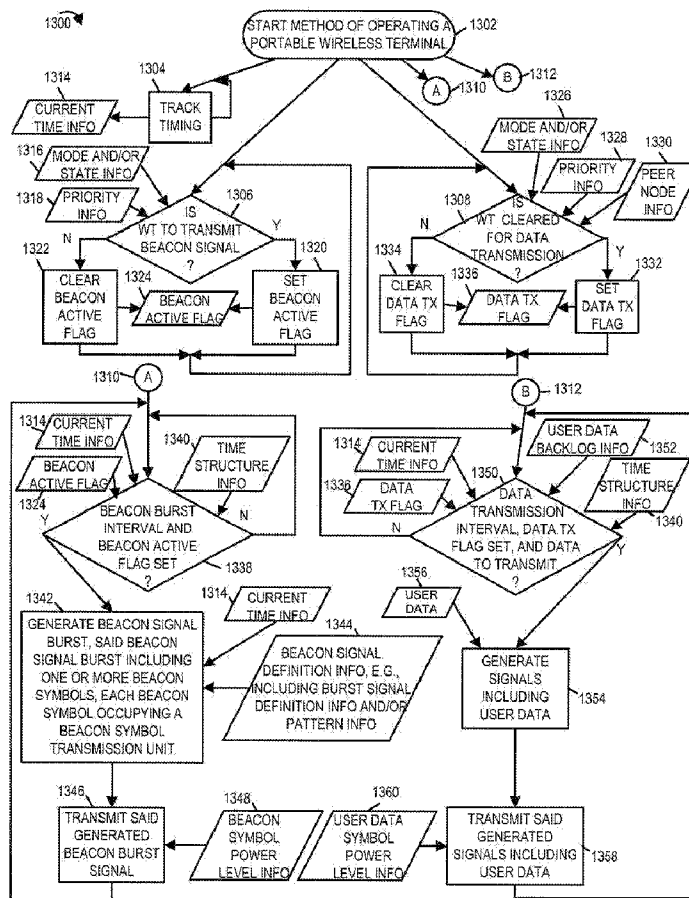 1300
START METHOD OF OPERATING A
PORTABLE WIRELESS TERMINAL
1302
A
1310
B
1312
1314
CURRENT
TIME INFO
1304
TRACK
TIMING
1316
MODE AND/OR
STATE INFO
1318
PRIORITY
INFO
1306
IS
WT TO TRANSMIT
BEACON SIGNAL
?
N
Y
1322
CLEAR
BEACON
ACTIVE
FLAG
1324
BEACON
ACTIVE FLAG
1320
SET
BEACON
ACTIVE
FLAG
1326
MODE AND/OR
STATE INFO
1328
PRIORITY
INFO
1330
PEER
NODE
INFO
1308
IS
WT CLEARED
FOR DATA
TRANSMISSION
?
N
Y
1334
CLEAR
DATA TX
FLAG
1336
DATA TX
FLAG
1332
SET
DATA TX
FLAG
1310
A
1314
CURRENT
TIME INFO
BEACON
ACTIVE FLAG
1324
1340
TIME
STRUCTURE
INFO
Y
BEACON BURST
INTERVAL AND
BEACON ACTIVE
FLAG SET
?
N
1338
1342
GENERATE BEACON SIGNAL
BURST, SAID BEACON
SIGNAL BURST INCLUDING
ONE OR MORE BEACON
SYMBOLS, EACH BEACON
SYMBOL OCCUPYING A
BEACON SYMBOL
TRANSMISSION UNIT
1314
CURRENT
TIME INFO
1344
BEACON SIGNAL
DEFINITION INFO, E.G.,
INCLUDING BURST SIGNAL
DEFINITION INFO AND/OR
PATTERN INFO
1346
TRANSMIT SAID
GENERATED
BEACON BURST
SIGNAL
1348
BEACON
SYMBOL
POWER
LEVEL INFO
B
1312
1314
CURRENT
TIME INFO
1336
DATA
TX FLAG
USER DATA
BACKLOG INFO
1352
1350
TIME
STRUCTURE
INFO
1340
DATA
TRANSMISSION
INTERVAL, DATA TX
FLAG SET, AND DATA
TO TRANSMIT
?
N
Y
1356
USER
DATA
GENERATE
SIGNALS
INCLUDING
USER DATA
1354
1360
USER DATA
SYMBOL
POWER
LEVEL INFO
TRANSMIT SAID
GENERATED
SIGNALS INCLUDING
USER DATA
1358